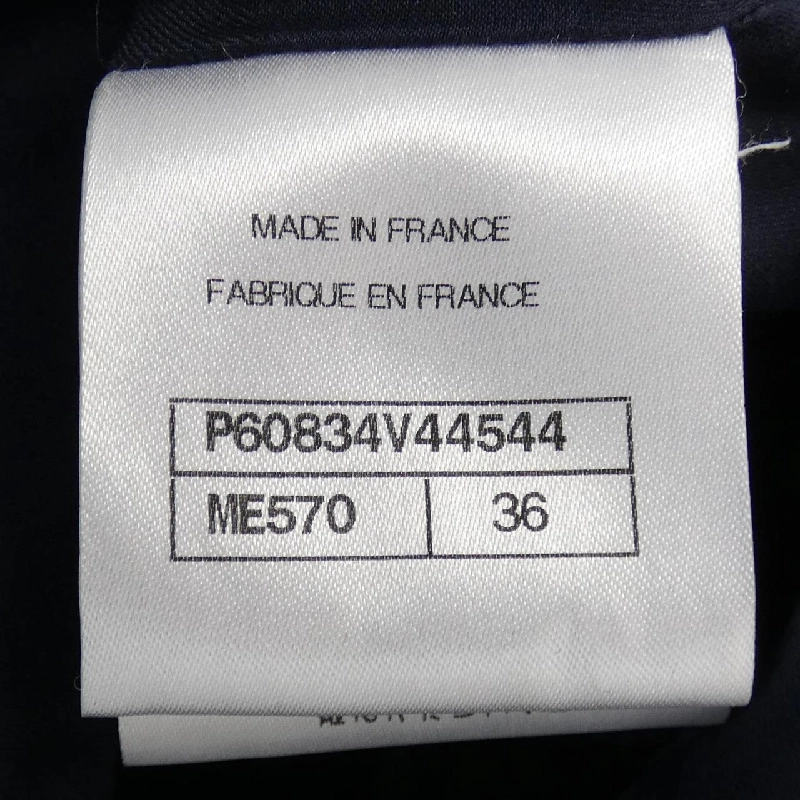 MADE IN FRANCE
FABRIQUE EN FRANCE
P60834V44544
ME570 36